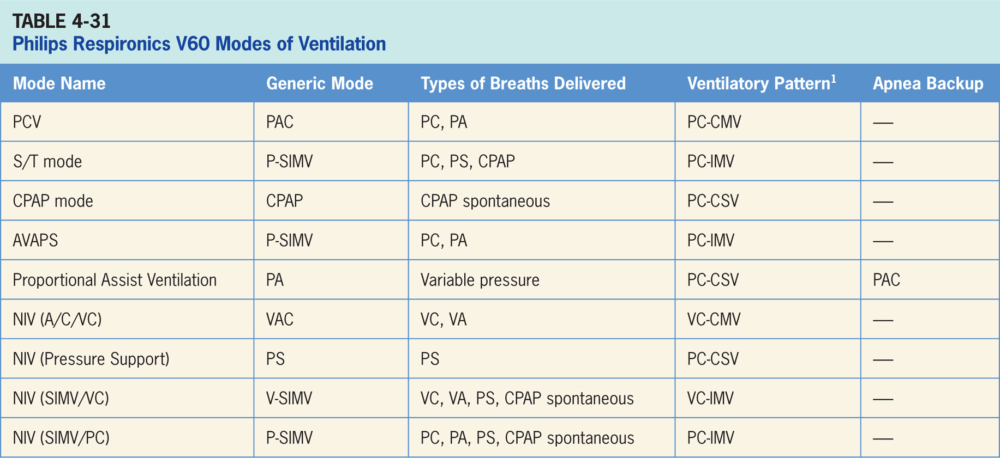 TABLE 4-31
Philips Respironics V60 Modes of Ventilation
Mode Name Generic Mode Types of Breaths Delivered Ventilatory Pattern1 Apnea Backup
PCV PAC PC, PA PC-CMV —
S/T mode P-SIMV PC, PS, CPAP PC-IMV —
CPAP mode CPAP CPAP spontaneous PC-CSV —
AVAPS P-SIMV PC, PA PC-IMV —
Proportional Assist Ventilation PA Variable pressure PC-CSV PAC
NIV (A/C/VC) VAC VC, VA VC-CMV —
NIV (Pressure Support) PS PS PC-CSV —
NIV (SIMV/VC) V-SIMV VC, VA, PS, CPAP spontaneous VC-IMV —
NIV (SIMV/PC) P-SIMV PC, PA, PS, CPAP spontaneous PC-IMV —